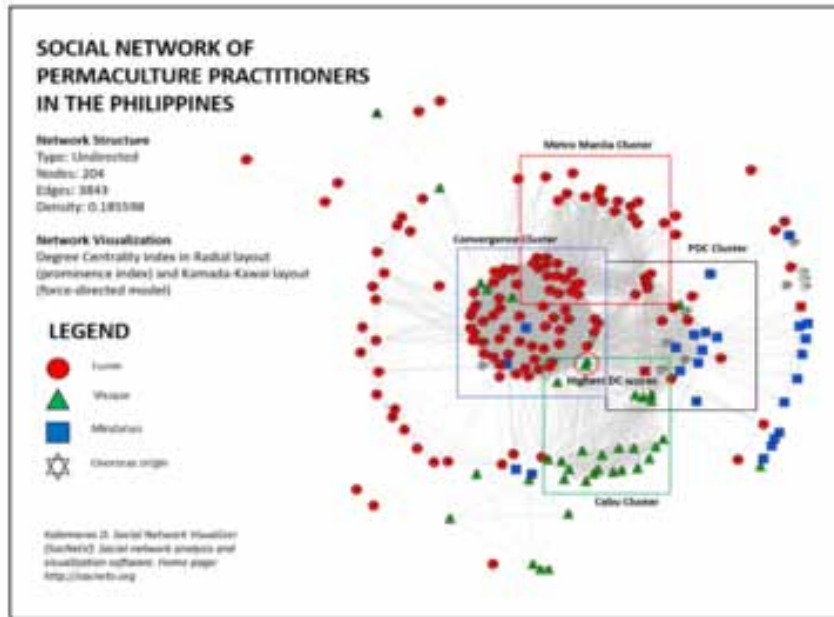 SOCIAL NETWORK OF
PERMACULTURE PRACTITIONERS
IN THE PHILIPPINES
Network Structure
Type: Undirected
Nodes: 204
Edges: 3843
Density: 0.185598
Network Visualization
Degree Centrality Index in Radial layout
(prominence index) and Kamada-Kawai layout
(force-directed model)
LEGEND
Luzon
Visayas
Mindanao
Overseas origin
Metro Manila Cluster
Convergence Cluster
PDC Cluster
Highest DC scores
Cebu Cluster
Kalamaras D. Social Network Visualizer
(SocNetV). Social network analysis and
visualization software. Home page:
http://socnetv.org